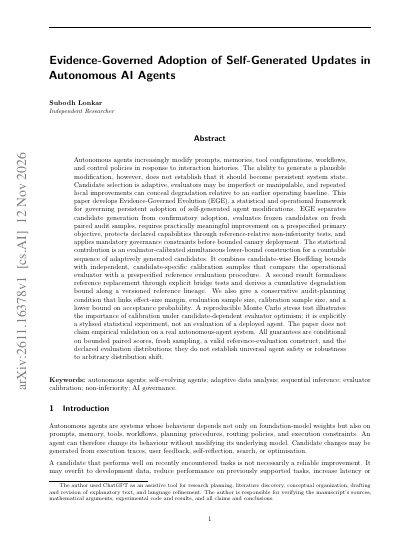 Evidence-Governed Adoption of Self-Generated Updates in
Autonomous AI Agents
Subodh Lonkar
Independent Researcher
Abstract
Autonomous agents increasingly modify prompts, memories, tool configurations, workflows,
and control policies in response to interaction histories. The ability to generate a plausible
modification, however, does not establish that it should become persistent system state.
Candidate selection is adaptive, evaluators may be imperfect or manipulable, and repeated
local improvements can conceal degradation relative to an earlier operating baseline. This
paper develops Evidence-Governed Evolution (EGE), a statistical and operational framework
for governing persistent adoption of self-generated agent modifications. EGE separates
candidate generation from confirmatory adoption, evaluates frozen candidates on fresh
paired audit samples, requires practically meaningful improvement on a prespecified primary
objective, protects declared capabilities through reference-relative non-inferiority tests, and
applies mandatory governance constraints before bounded canary deployment. The statistical
contribution is an evaluator-calibrated simultaneous lower-bound construction for a countable
sequence of adaptively generated candidates. It combines candidate-wise Hoeffding bounds
with independent, candidate-specific calibration samples that compare the operational
evaluator with a prespecified reference evaluation procedure. A second result formalises
reference replacement through explicit bridge tests and derives a cumulative degradation
bound along a versioned reference lineage. We also give a conservative audit-planning
condition that links effect-size margin, evaluation sample size, calibration sample size, and a
lower bound on acceptance probability. A reproducible Monte Carlo stress test illustrates
the importance of calibration under candidate-dependent evaluator optimism; it is explicitly
a stylised statistical experiment, not an evaluation of a deployed agent. The paper does not
claim empirical validation on a real autonomous-agent system. All guarantees are conditional
on bounded paired scores, fresh sampling, a valid reference-evaluation construct, and the
declared evaluation distributions; they do not establish universal agent safety or robustness
to arbitrary distribution shift.
Keywords: autonomous agents; self-evolving agents; adaptive data analysis; sequential inference; evaluator
calibration; non-inferiority; AI governance.
1 Introduction
Autonomous agents are systems whose behaviour depends not only on foundation-model weights but also on
prompts, memories, tools, workflows, planning procedures, routing policies, and execution constraints. An
agent can therefore change its behaviour without modifying its underlying model. Candidate changes may be
generated from execution traces, user feedback, self-reflection, search, or optimisation.
A candidate that performs well on recently encountered tasks is not necessarily a reliable improvement. It
may overfit to development data, reduce performance on previously supported tasks, increase latency or
The author used ChatGPT as an assistive tool for research planning, literature discovery, conceptual organization, drafting
and revision of explanatory text, and language refinement. The author is responsible for verifying the manuscript's sources,
mathematical arguments, experimental code and results, and all claims and conclusions.
1
arXiv:2611.16378v1 [cs.AI] 12 Nov 2026